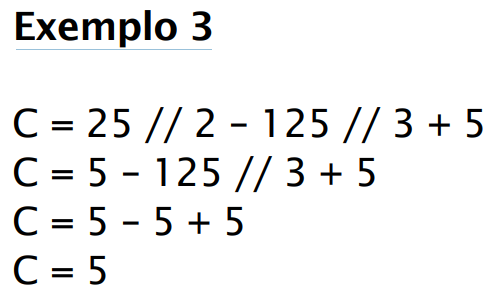 Exemplo 3
C = 25 // 2 – 125 // 3 + 5
C = 5 – 125 // 3 + 5
C = 5 – 5 + 5
C = 5